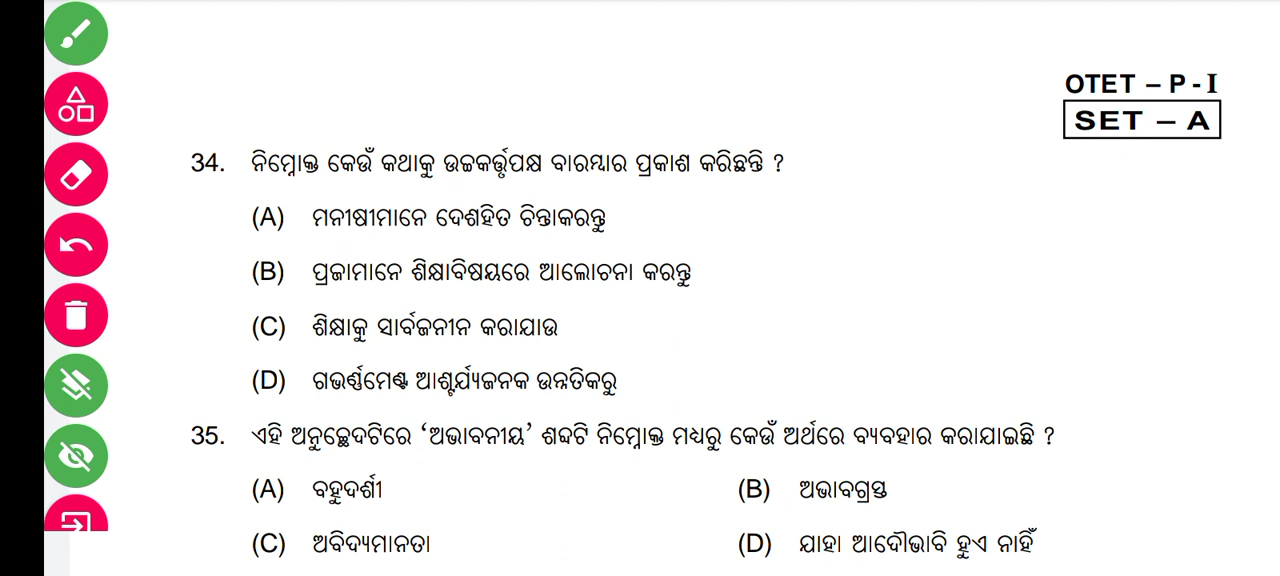 OTET – P - I
SET – A
34. ନିମ୍ନୋକ୍ତ କେଉଁ କଥାକୁ ଉଚ୍ଚକର୍ତ୍ତୃପକ୍ଷ ବାରମ୍ୱାର ପ୍ରକାଶ କରିଛନ୍ତି ?
(A) ମନୀଷୀମାନେ ଦେଶହିତ ଚିନ୍ତାକରନ୍ତୁ
(B) ପ୍ରଜାମାନେ ଶିକ୍ଷାବିଷୟରେ ଆଲୋଚନା କରନ୍ତୁ
(C) ଶିକ୍ଷାକୁ ସାର୍ବଜନୀନ କରାଯାଉ
(D) ଗଭର୍ଣ୍ଣମେଣ୍ଟ ଆଶ୍ଚର୍ଯ୍ୟଜନକ ଉନ୍ନତିକରୁ
35. ଏହି ଅନୁଚ୍ଛେଦଟିରେ ‘ଅଭାବନୀୟ’ ଶବ୍ଦଟି ନିମ୍ନୋକ୍ତ ମଧ୍ୟରୁ କେଉଁ ଅର୍ଥରେ ବ୍ୟବହାର କରାଯାଇଛି ?
(A) ବହୁଦର୍ଶୀ (B) ଅଭାବଗ୍ରସ୍ତ
(C) ଅବିଦ୍ୟମାନତା (D) ଯାହା ଆଦୌଭାବି ହୁଏ ନାହିଁ